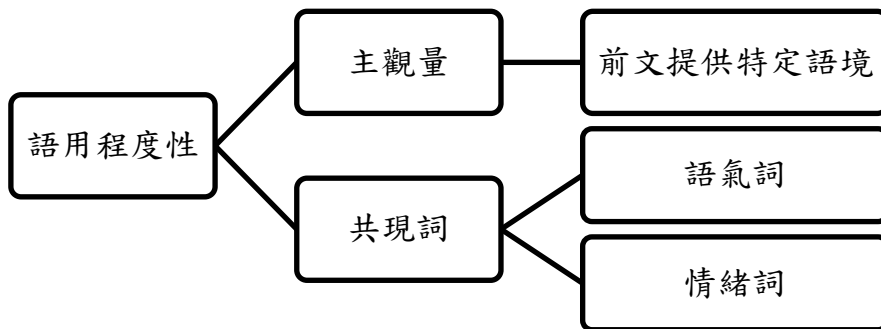 語用程度性
主觀量
前文提供特定語境
共現詞
語氣詞
情緒詞